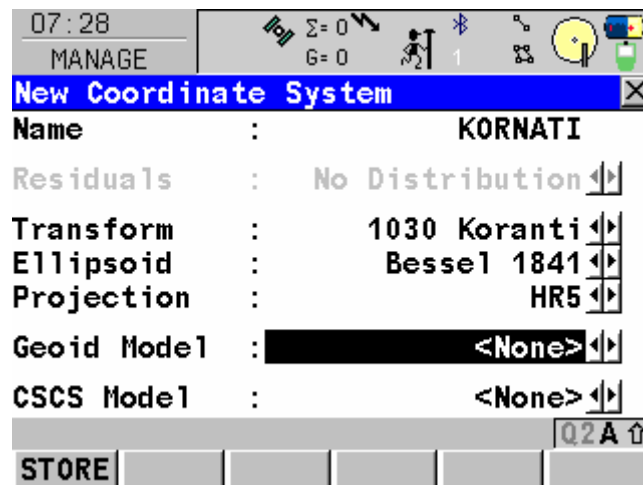 07:28 Σ= 0
MANAGE G= 0 1
New Coordinate System
Name : KORNATI
Residuals : No Distribution
Transform : 1030 Koranti
Ellipsoid : Bessel 1841
Projection : HR5
Geoid Model : <None>
CSCS Model : <None>
Q2 A ⇧
STORE